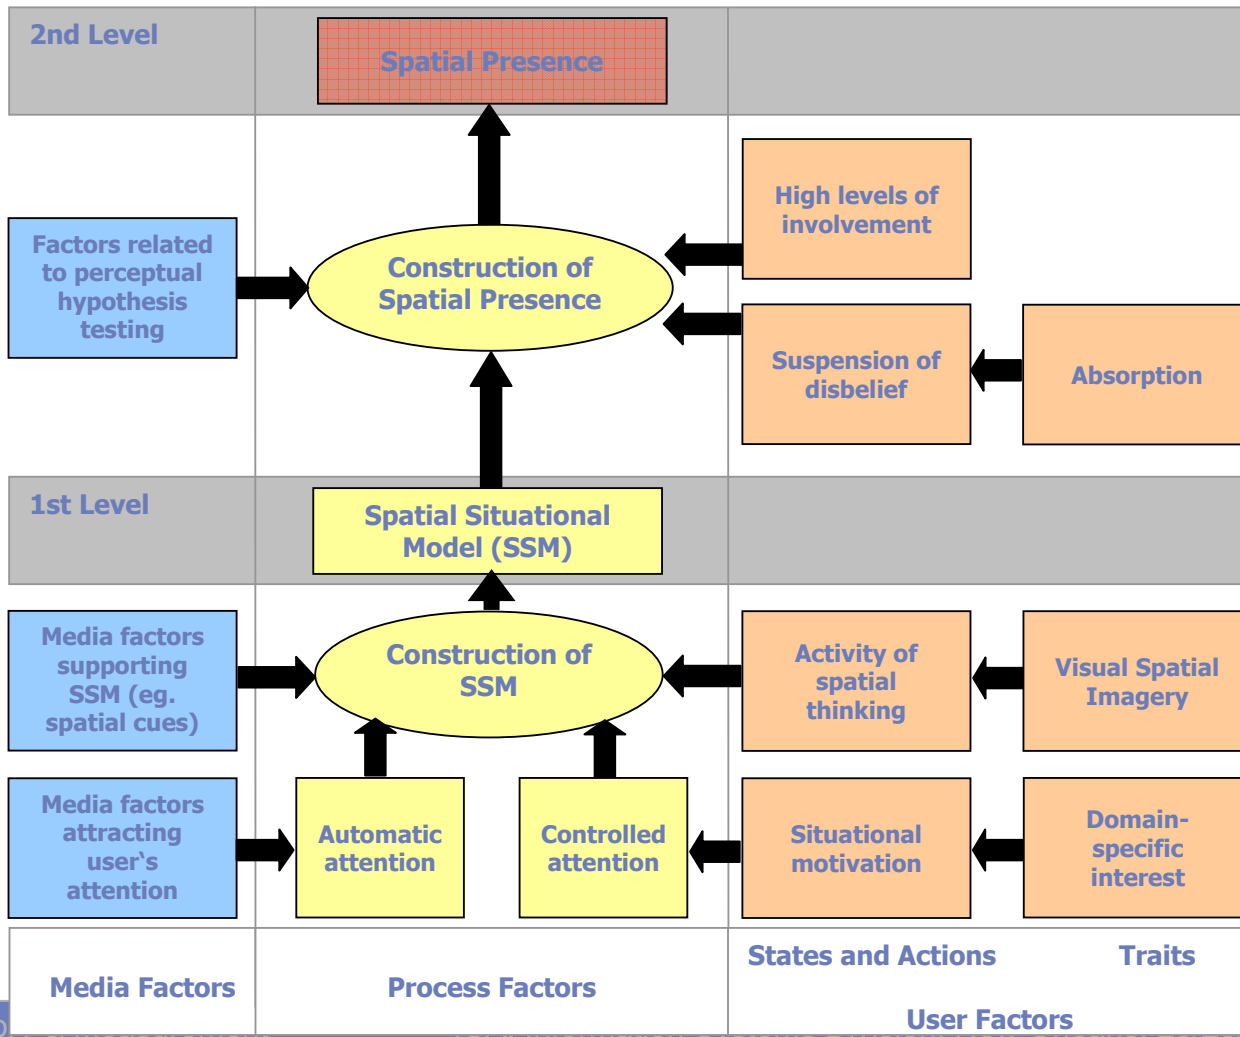 2nd Level
Spatial Presence
High levels of
involvement
Factors related
to perceptual
hypothesis
testing
Construction of
Spatial Presence
Suspension of
disbelief
Absorption
1st Level
Spatial Situational
Model (SSM)
Media factors
supporting
SSM (eg.
spatial cues)
Construction of
SSM
Activity of
spatial
thinking
Visual Spatial
Imagery
Media factors
attracting
user‘s
attention
Automatic
attention
Controlled
attention
Situational
motivation
Domain-
specific
interest
Media Factors
Process Factors
States and Actions
Traits
User Factors